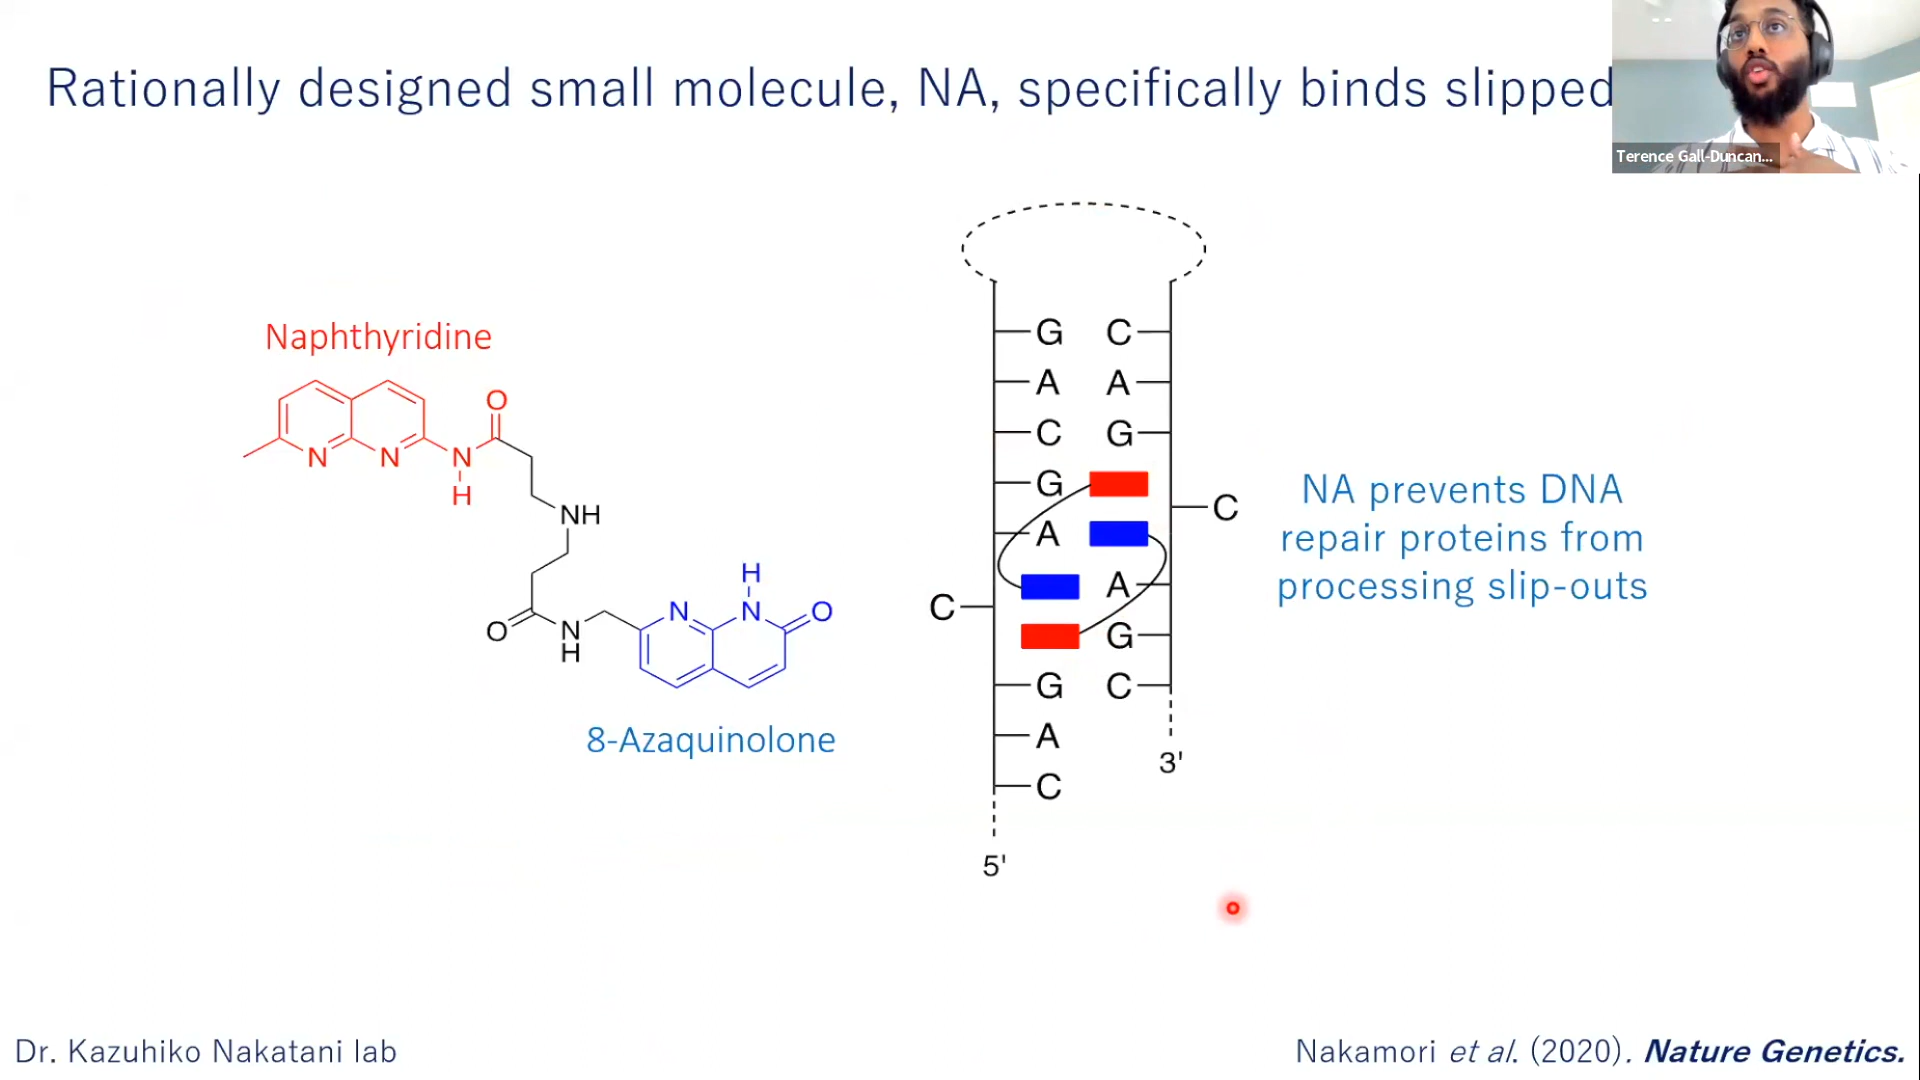 Rationally designed small molecule, NA, specifically binds slipped
Terence Gall-Duncan...
Naphthyridine
O
N N N
H
NH
O N
H
H
N N O
8-Azaquinolone
G C
A A
C G
G
C
A
A
C
G
G C
A
C
3'
5'
NA prevents DNA
repair proteins from
processing slip-outs
Dr. Kazuhiko Nakatani lab
Nakamori et al. (2020). Nature Genetics.